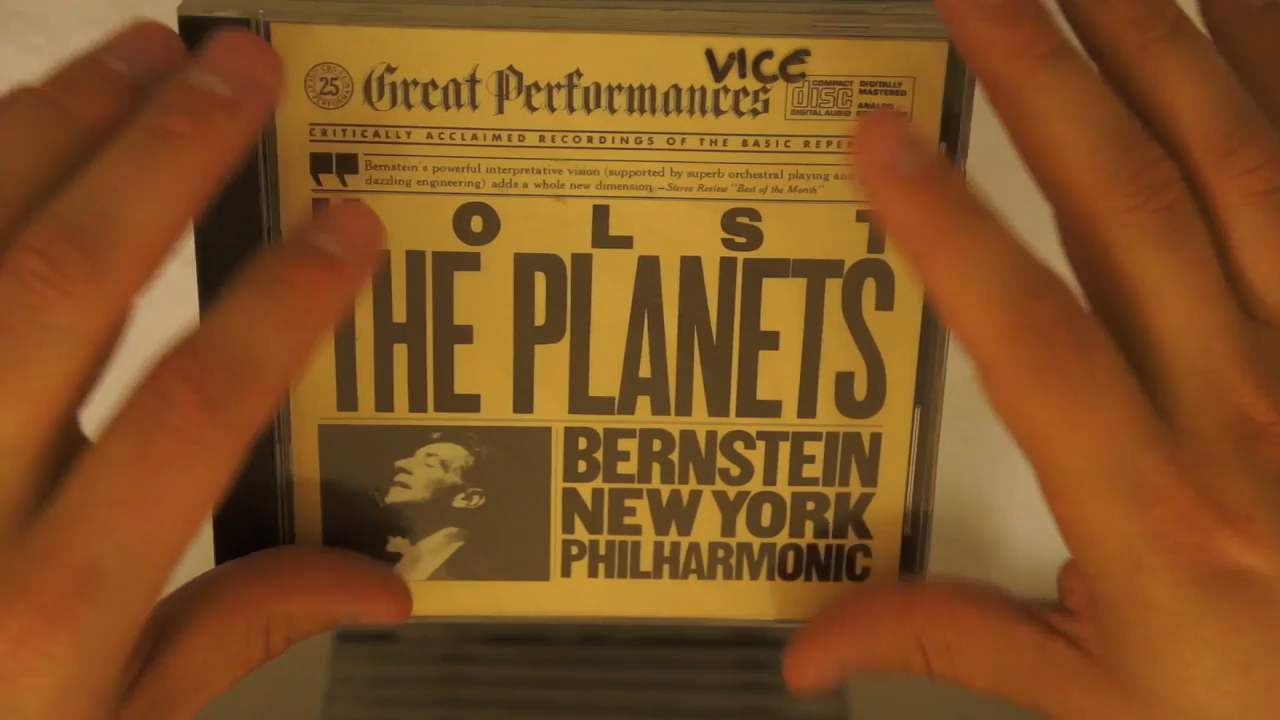 VICE
25 Great Performances
COMPACT disc DIGITAL AUDIO
DIGITALLY MASTERED
CRITICALLY ACCLAIMED RECORDINGS OF THE BASIC
Bernstein's powerful interpretative vision (supported by superb orchestral playing
dazzling engineering) adds a whole new dimension. —Stereo Review "Best of the Month"
HOLST
THE PLANETS
BERNSTEIN
NEW YORK
PHILHARMONIC